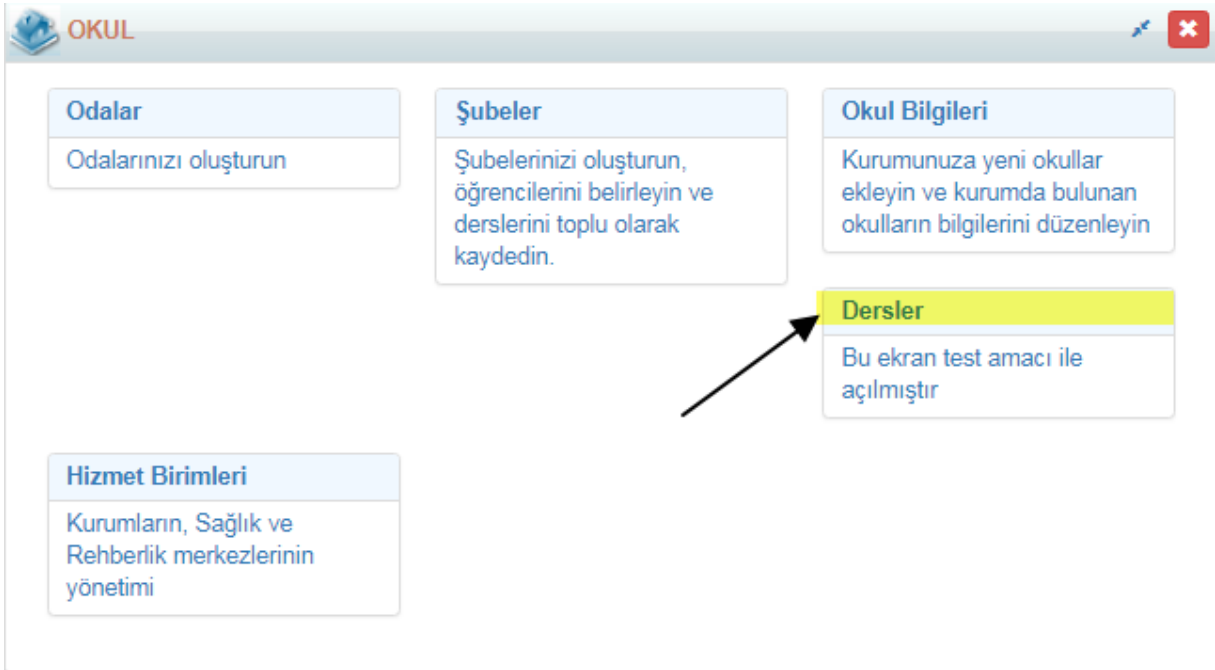 OKUL
Odalar
Odalarınızı oluşturun
Şubeler
Şubelerinizi oluşturun,
öğrencilerini belirleyin ve
derslerini toplu olarak
kaydedin.
Okul Bilgileri
Kurumunuza yeni okullar
ekleyin ve kurumda bulunan
okulların bilgilerini düzenleyin
Dersler
Bu ekran test amacı ile
açılmıştır
Hizmet Birimleri
Kurumların, Sağlık ve
Rehberlik merkezlerinin
yönetimi